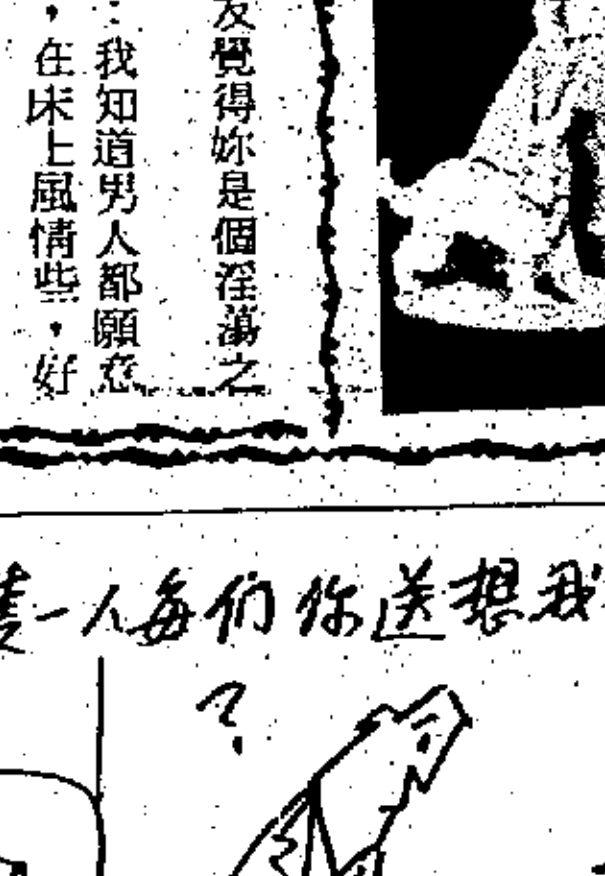 友覺得妳是個淫蕩之
：我知道男人都願意
，在床上風情些，好
我想送你们每人一隻
？